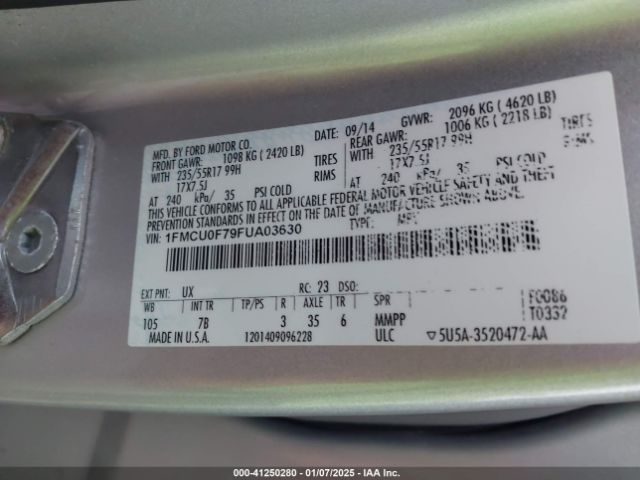 MFD. BY FORD MOTOR CO. DATE: 09/14 GVWR: 2096 KG ( 4620 LB)
FRONT GAWR: 1098 KG ( 2420 LB) REAR GAWR: 1006 KG ( 2218 LB)
WITH 235/55R17 99H TIRES WITH 235/55R17 99H TIRES
17X7.5J RIMS 17X7.5J RIMS
AT 240 kPa/ 35 PSI COLD AT 240 kPa/ 35 PSI COLD
THIS VEHICLE CONFORMS TO ALL APPLICABLE FEDERAL MOTOR VEHICLE SAFETY AND THEFT
PREVENTION STANDARDS IN EFFECT ON THE DATE OF MANUFACTURE SHOWN ABOVE.
VIN: 1FMCU0F79FUA03630 TYPE: MPV
EXT PNT: UX RC: 23 DSO:
WB INT TR TP/PS R AXLE TR SPR F0086
105 7B 3 35 6 MMPP T0332
MADE IN U.S.A. 1201409096228 ULC ▽5U5A-3520472-AA
000-41250280 - 01/07/2025 - IAA Inc.